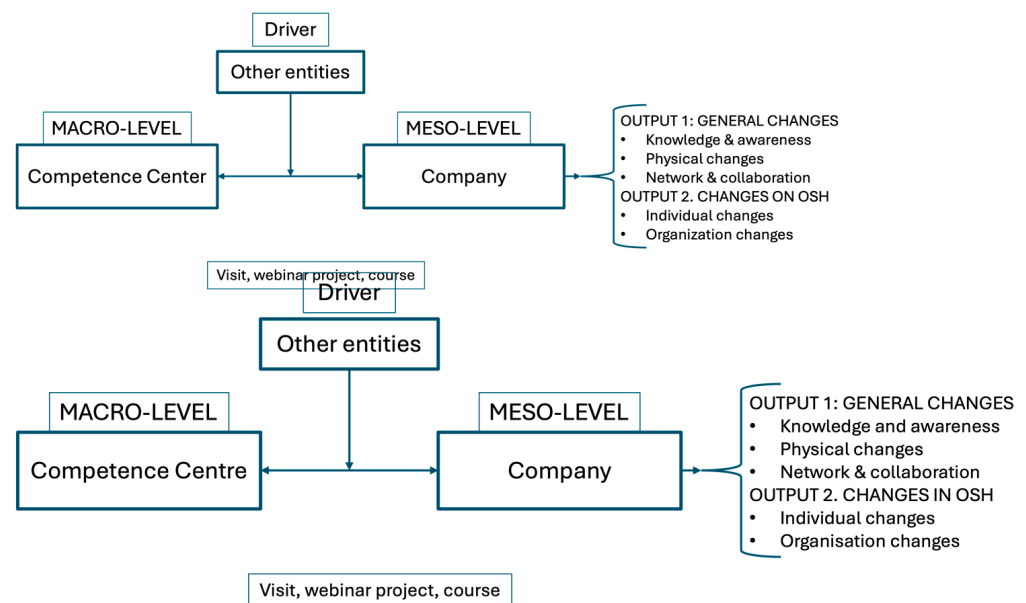 Driver
Other entities
MACRO-LEVEL
MESO-LEVEL
Competence Center
Company
OUTPUT 1: GENERAL CHANGES
• Knowledge & awareness
• Physical changes
• Network & collaboration
OUTPUT 2. CHANGES ON OSH
• Individual changes
• Organization changes
Visit, webinar project, course
Driver
Other entities
MACRO-LEVEL
MESO-LEVEL
Competence Centre
Company
OUTPUT 1: GENERAL CHANGES
• Knowledge and awareness
• Physical changes
• Network & collaboration
OUTPUT 2. CHANGES IN OSH
• Individual changes
• Organisation changes
Visit, webinar project, course